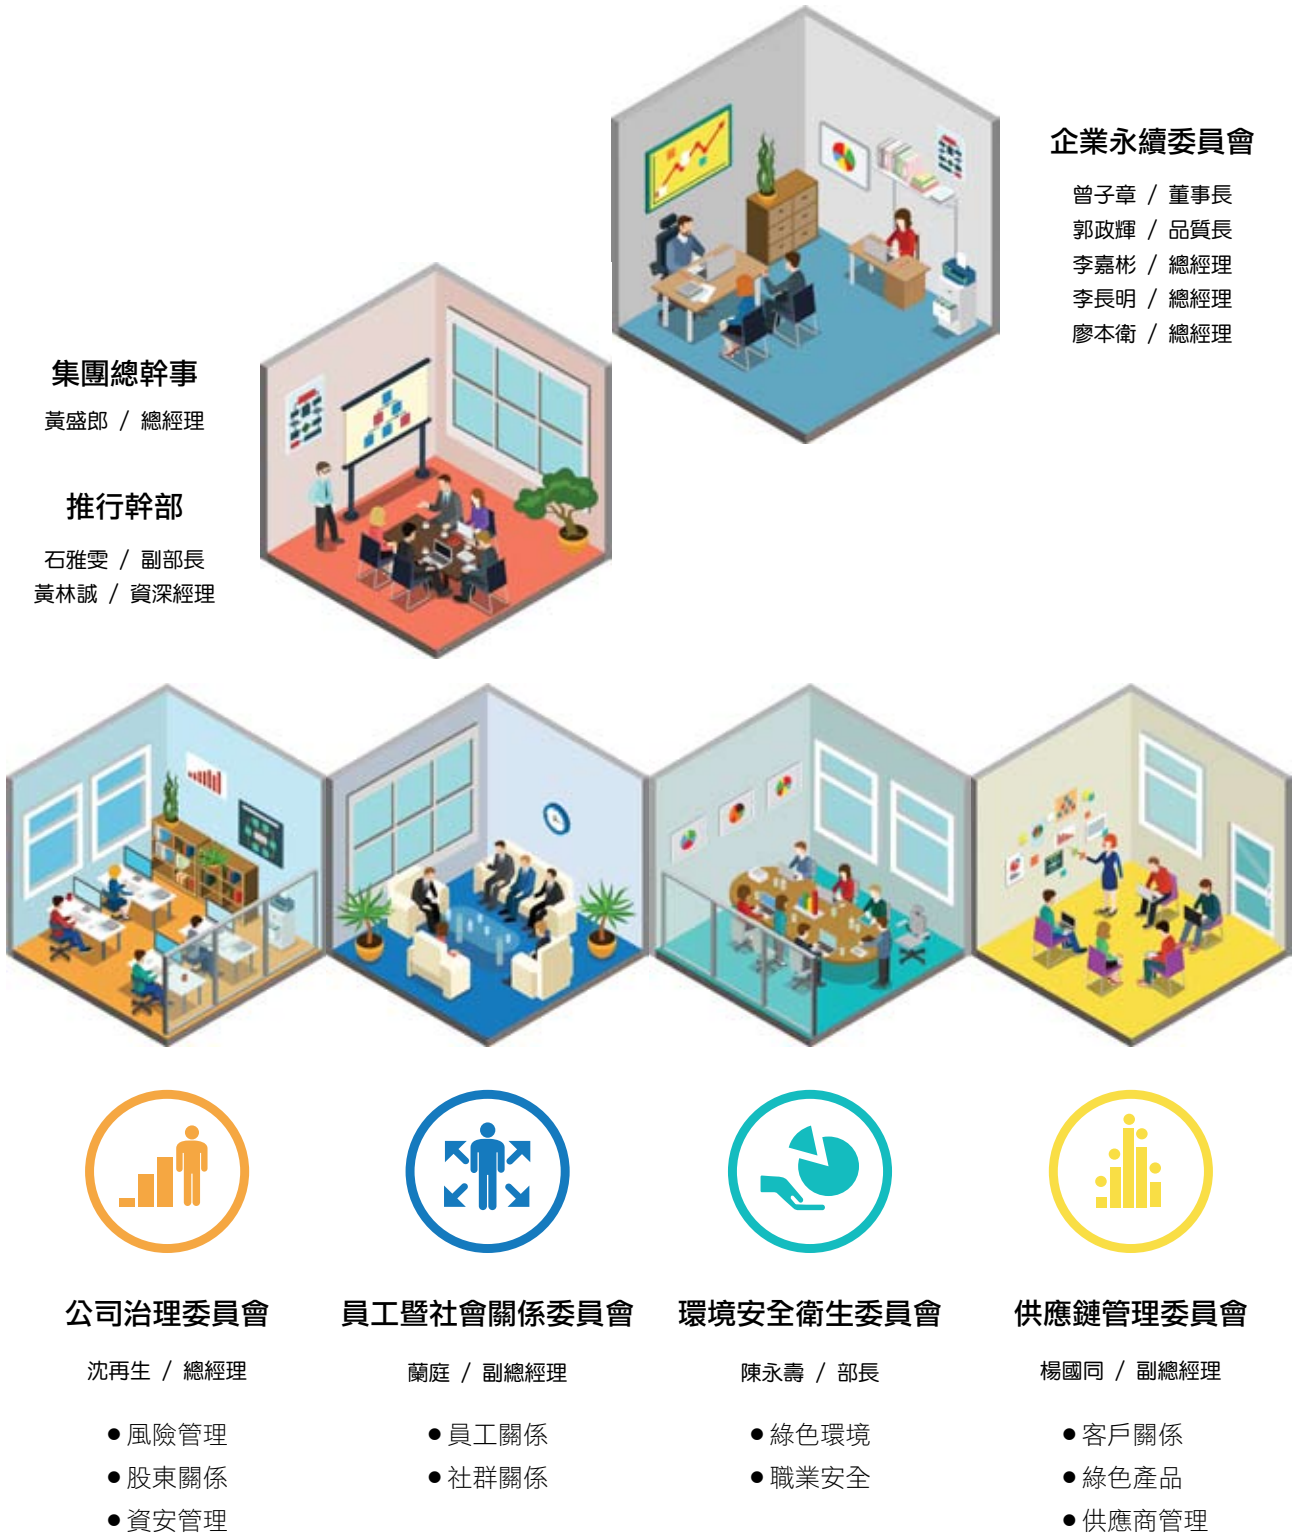 企業永續委員會
曾子章 / 董事長
郭政輝 / 品質長
李嘉彬 / 總經理
李長明 / 總經理
廖本衛 / 總經理
集團總幹事
黃盛郎 / 總經理
推行幹部
石雅雯 / 副部長
黃林誠 / 資深經理
公司治理委員會
沈再生 / 總經理
●風險管理
●股東關係
●資安管理
員工暨社會關係委員會
蘭庭 / 副總經理
●員工關係
●社群關係
環境安全衛生委員會
陳永壽 / 部長
●綠色環境
●職業安全
供應鏈管理委員會
楊國同 / 副總經理
●客戶關係
●綠色產品
●供應商管理